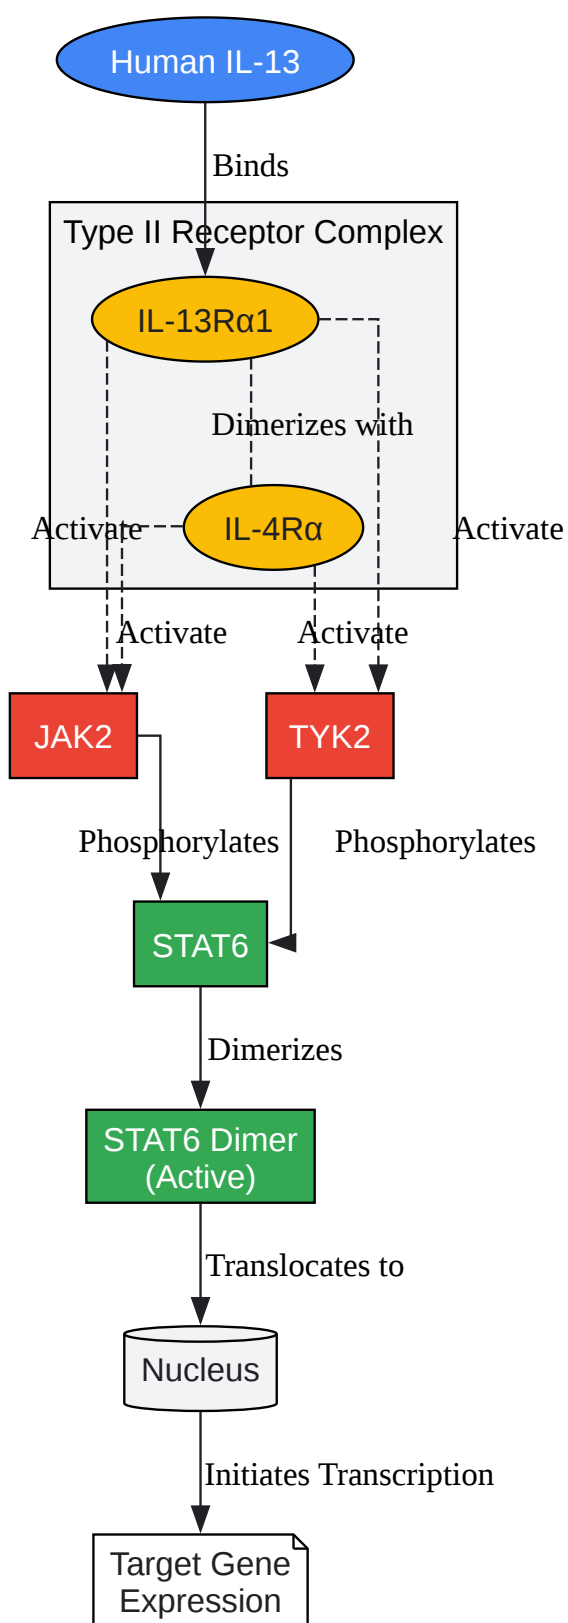 Human IL-13
Binds
Type II Receptor Complex
IL-13Rα1
Dimerizes with
IL-4Rα
Activate
Activate
Activate
Activate
JAK2
TYK2
Phosphorylates
Phosphorylates
STAT6
Dimerizes
STAT6 Dimer
(Active)
Translocates to
Nucleus
Initiates Transcription
Target Gene
Expression